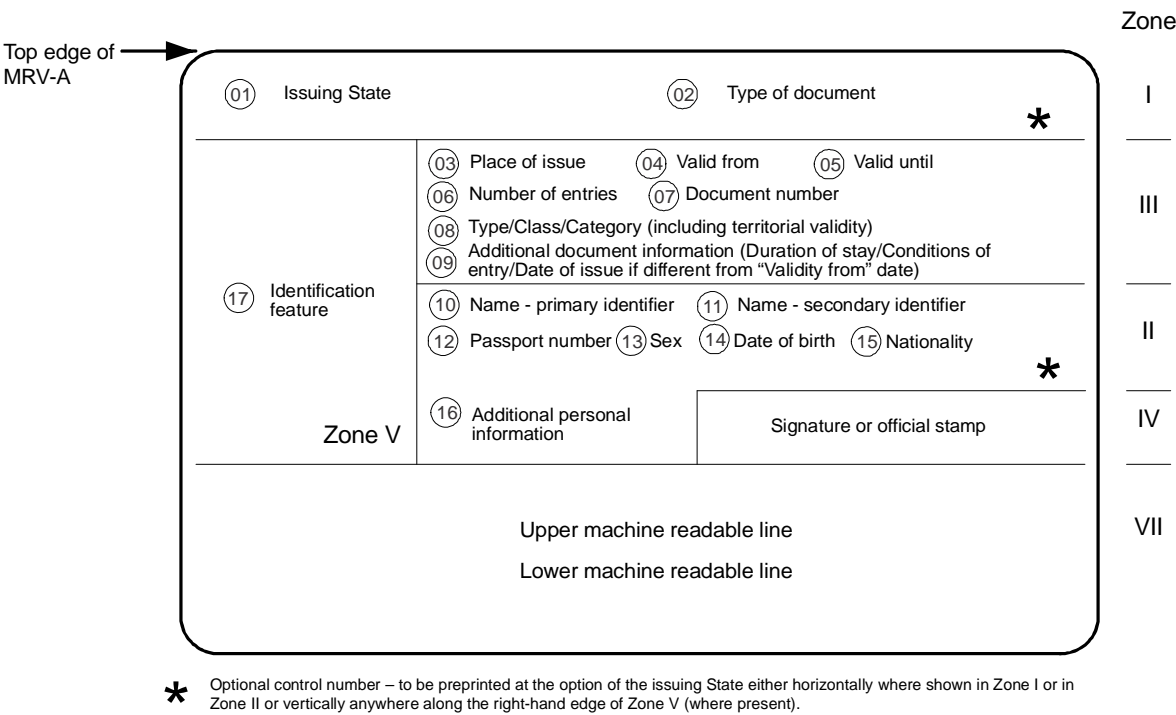 Zone
Top edge of
MRV-A
01 Issuing State 02 Type of document I
*
03 Place of issue 04 Valid from 05 Valid until
06 Number of entries 07 Document number
III
08 Type/Class/Category (including territorial validity)
09 Additional document information (Duration of stay/Conditions of
entry/Date of issue if different from “Validity from” date)
17 Identification
feature
10 Name - primary identifier 11 Name - secondary identifier
12 Passport number 13 Sex 14 Date of birth 15 Nationality
II
*
16 Additional personal
information
Signature or official stamp
IV
Zone V
Upper machine readable line
VII
Lower machine readable line
* Optional control number – to be preprinted at the option of the issuing State either horizontally where shown in Zone I or in
Zone II or vertically anywhere along the right-hand edge of Zone V (where present).